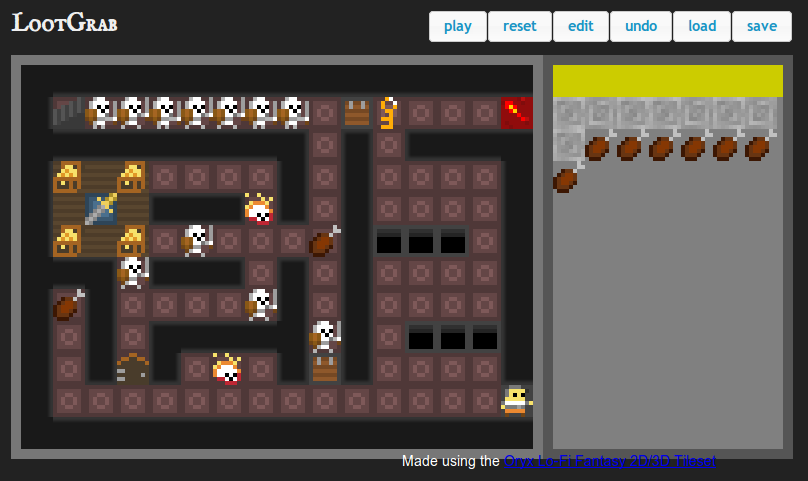 LootGrab
play reset edit undo load save
Made using the Oryx Lo-Fi Fantasy 2D/3D Tileset